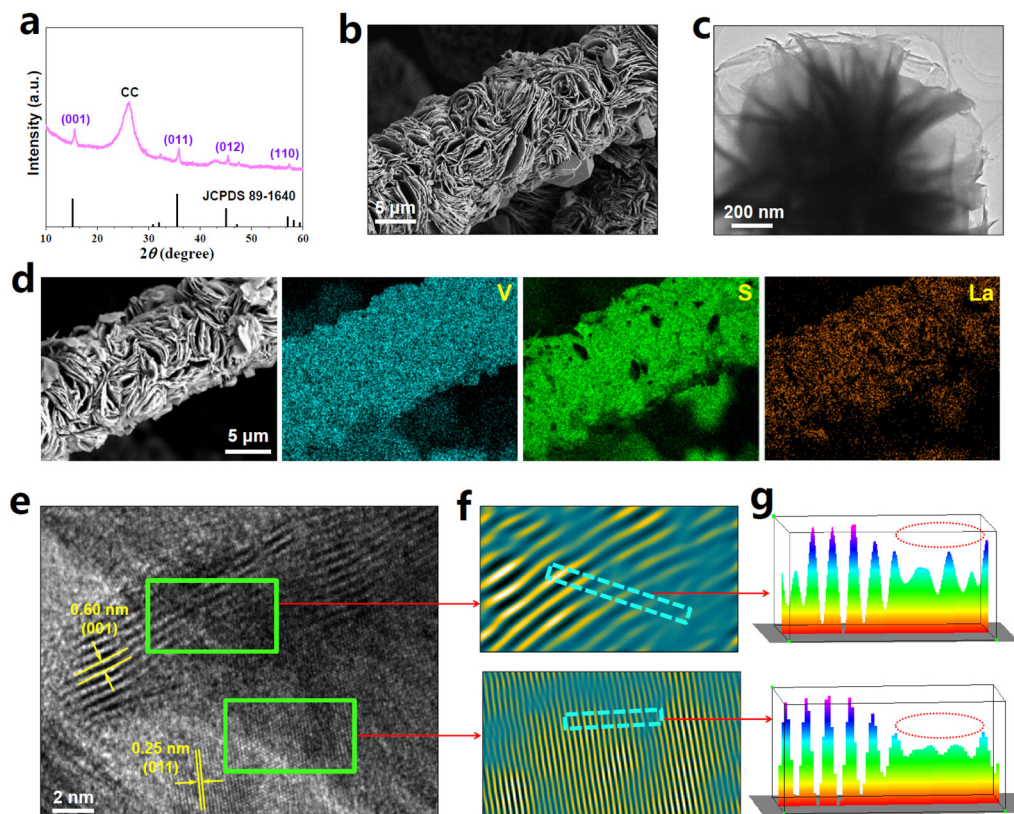 a
Intensity (a.u.)
CC
(001)
(011)
(012)
(110)
JCPDS 89-1640
10
20
30
40
50
60
2θ (degree)
b
5 μm
c
200 nm
d
5 μm
V
S
La
e
0.60 nm
(001)
0.25 nm
(011)
2 nm
f
g